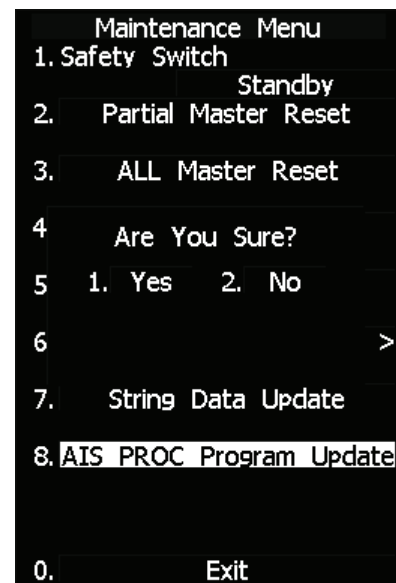 Maintenance Menu
1. Safety Switch
Standby
2. Partial Master Reset
3. ALL Master Reset
4
Are You Sure?
5
1. Yes 2. No
6 >
7. String Data Update
8. AIS PROC Program Update
0. Exit